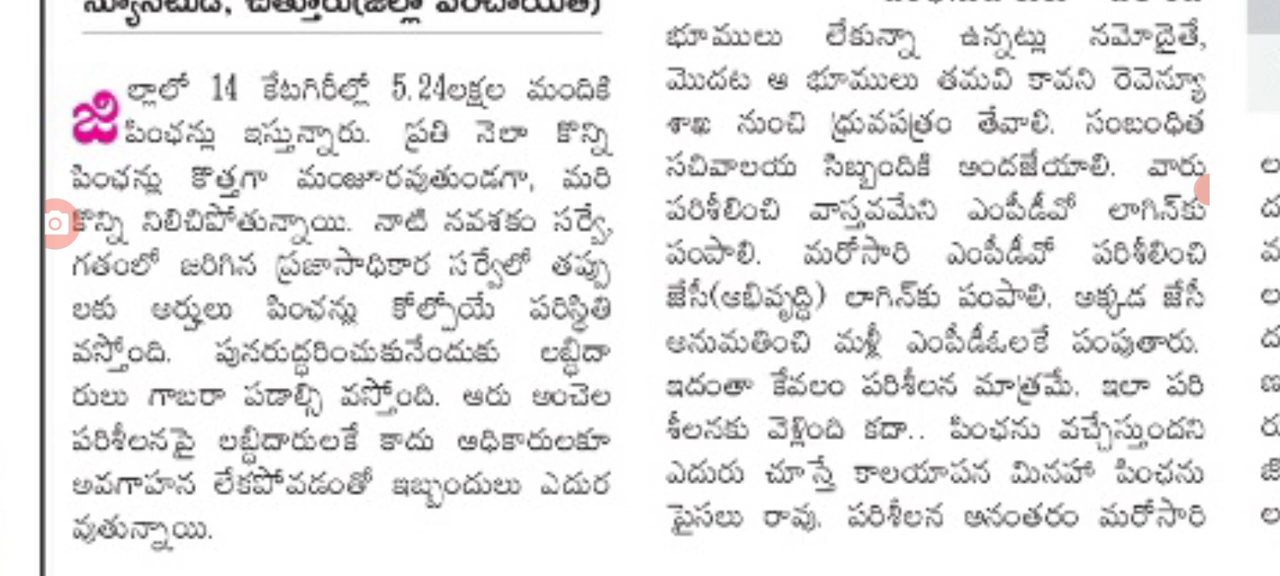 న్యూస్‌టుడే, చిత్తూరు(జిల్లా పంచాయతీ)
జిల్లాలో 14 కేటగిరీల్లో 5.24లక్షల మందికి
పింఛన్లు ఇస్తున్నారు. ప్రతి నెలా కొన్ని
పింఛన్లు కొత్తగా మంజూరవుతుండగా, మరి
కొన్ని నిలిచిపోతున్నాయి. నాటి నవశకం సర్వే,
గతంలో జరిగిన ప్రజాసాధికార సర్వేలో తప్పు
లకు అర్హులు పింఛన్లు కోల్పోయే పరిస్థితి
వస్తోంది. పునరుద్ధరించుకునేందుకు లబ్ధిదా
రులు గాబరా పడాల్సి వస్తోంది. ఆరు అంచెల
పరిశీలనపై లబ్ధిదారులకే కాదు అధికారులకూ
అవగాహన లేకపోవడంతో ఇబ్బందులు ఎదుర
వుతున్నాయి.
భూములు లేకున్నా ఉన్నట్లు నమోదైతే,
మొదట ఆ భూములు తమవి కావని రెవెన్యూ
శాఖ నుంచి ధ్రువపత్రం తేవాలి. సంబంధిత
సచివాలయ సిబ్బందికి అందజేయాలి. వారు
పరిశీలించి వాస్తవమేని ఎంపీడీవో లాగిన్‌కు
పంపాలి. మరోసారి ఎంపీడీవో పరిశీలించి
జేసీ(అభివృద్ధి) లాగిన్‌కు పంపాలి. అక్కడ జేసీ
అనుమతించి మళ్లీ ఎంపీడీఓలకే పంపుతారు.
ఇదంతా కేవలం పరిశీలన మాత్రమే. ఇలా పరి
శీలనకు వెళ్లింది కదా.. పింఛను వచ్చేస్తుందని
ఎదురు చూస్తే కాలయాపన మినహా పింఛను
పైసలు రావు. పరిశీలన అనంతరం మరోసారి